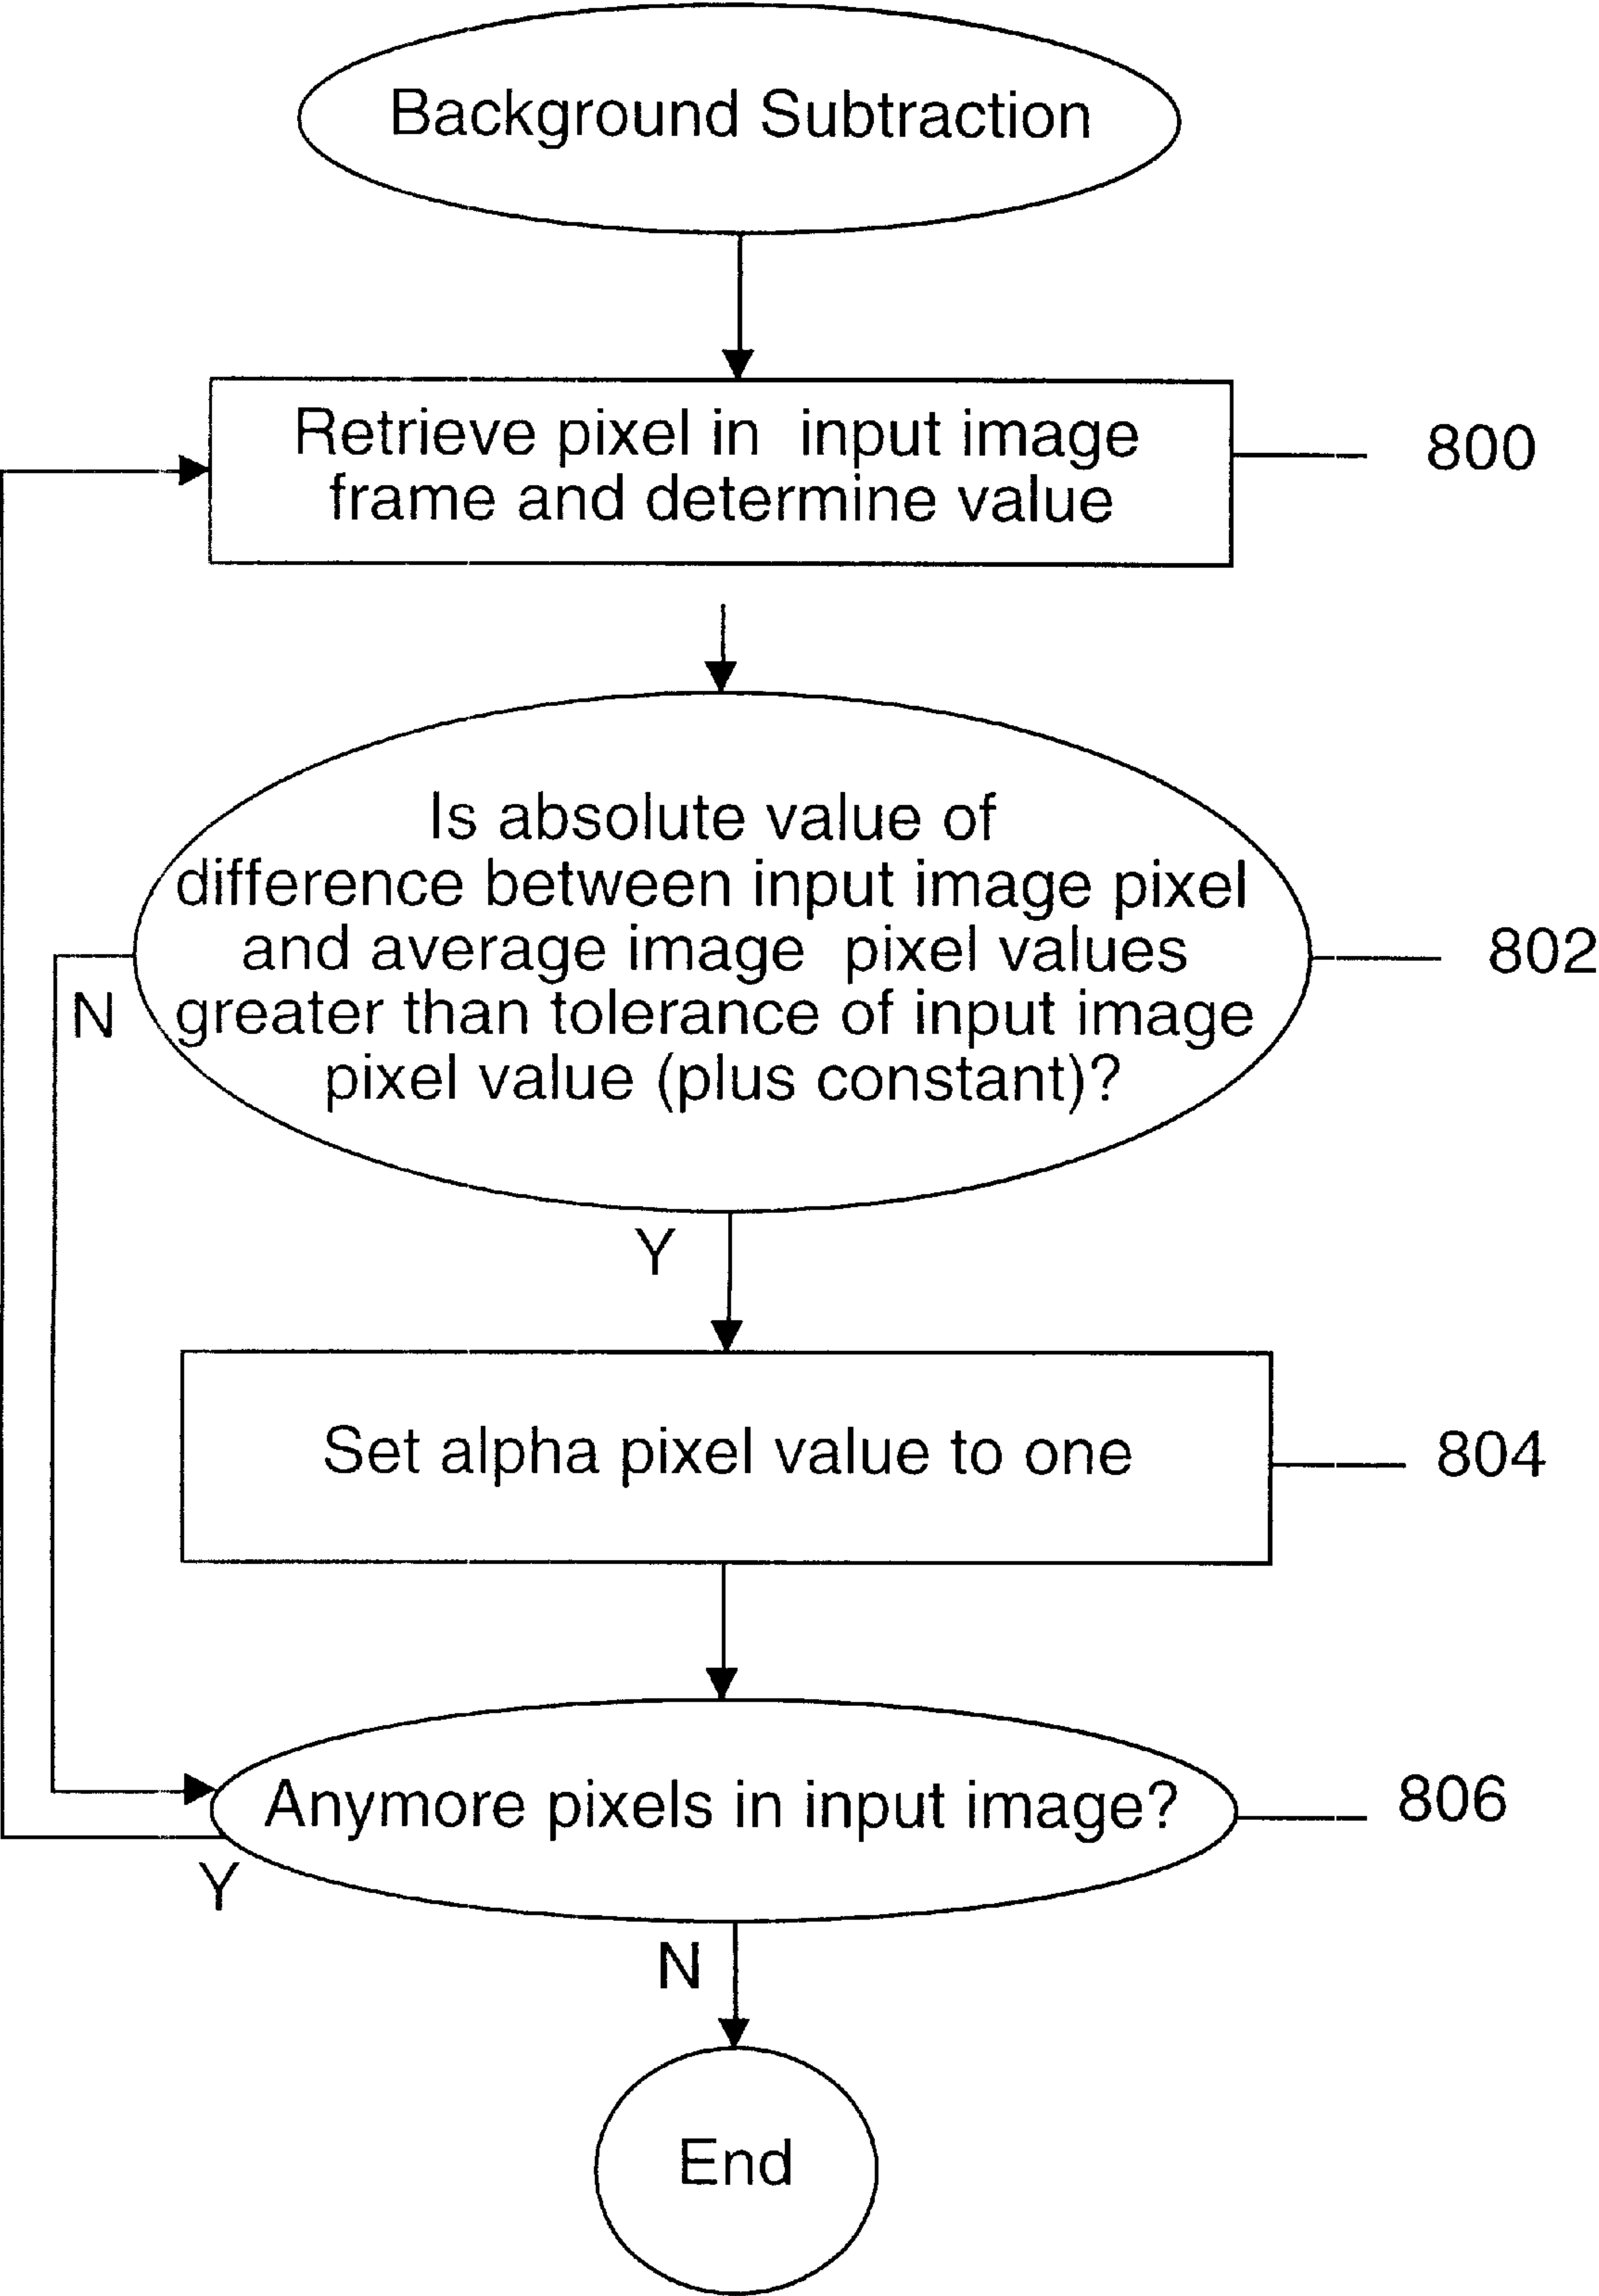 Background Subtraction
Retrieve pixel in input image
frame and determine value
800
Is absolute value of
difference between input image pixel
and average image pixel values
greater than tolerance of input image
pixel value (plus constant)?
802
N
Y
Set alpha pixel value to one
804
Anymore pixels in input image?
806
Y
N
End